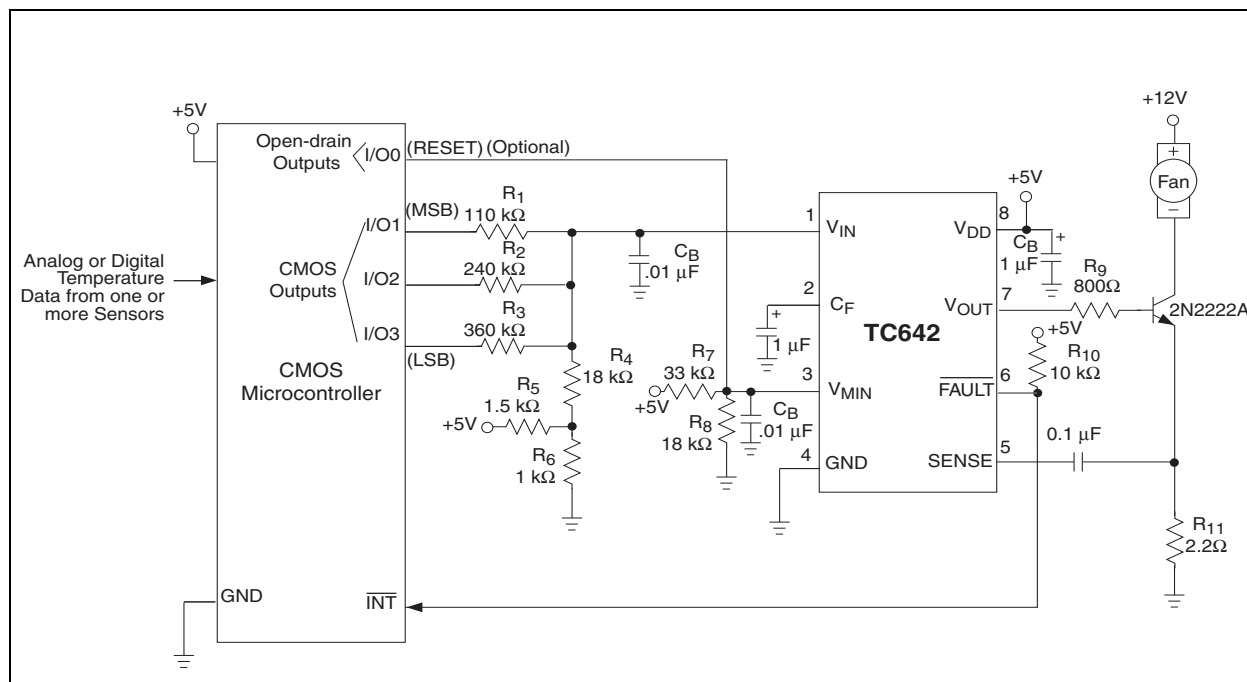 +5V
Open-drain
Outputs
I/O0
(RESET) (Optional)
(MSB)
I/O1
R1
110 kΩ
CMOS
Outputs
I/O2
R2
240 kΩ
I/O3
R3
360 kΩ
(LSB)
Analog or Digital
Temperature
Data from one or
more Sensors
CMOS
Microcontroller
GND
INT
R4
18 kΩ
R5
1.5 kΩ
+5V
R6
1 kΩ
CB
.01 µF
1 µF
R7
33 kΩ
+5V
R8
18 kΩ
CB
.01 µF
1
VIN
2
CF
3
VMIN
4
GND
TC642
8
VDD
7
VOUT
6
FAULT
5
SENSE
+5V
CB
1 µF
+
+
R9
800Ω
2N2222A
+5V
R10
10 kΩ
0.1 µF
R11
2.2Ω
+12V
+
Fan
–